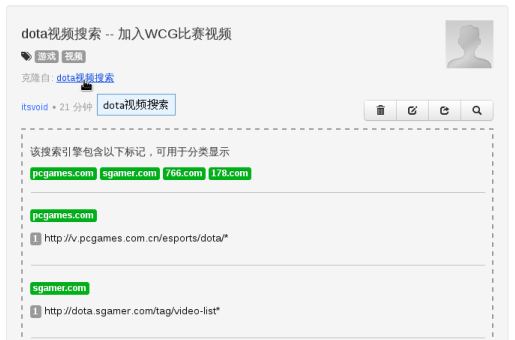 dota视频搜索 -- 加入WCG比赛视频
游戏 视频
克隆自: dota视频搜索
itsvoid • 21 分钟
dota视频搜索
该搜索引擎包含以下标记，可用于分类显示
pcgames.com sgamer.com 766.com 178.com
pcgames.com
1 http://v.pcgames.com.cn/esports/dota/*
sgamer.com
1 http://dota.sgamer.com/tag/video-list*